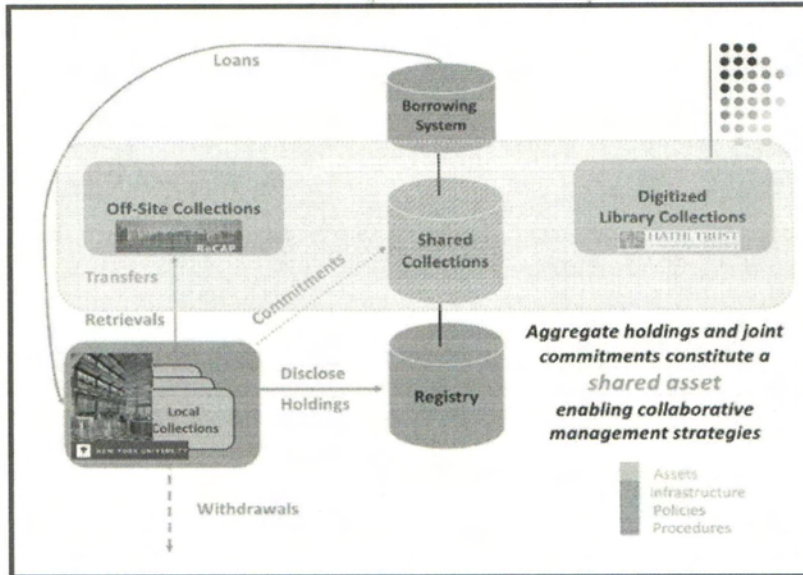 Loans
Borrowing
System
Off-Site Collections
ReCAP
Shared
Collections
Digitized
Library Collections
HATHI TRUST
Transfers
Retrievals
Commitments
Aggregate holdings and joint
commitments constitute a
shared asset
enabling collaborative
management strategies
Disclose
Holdings
Registry
Local
Collections
NEW YORK UNIVERSITY
Withdrawals
Assets
Infrastructure
Policies
Procedures